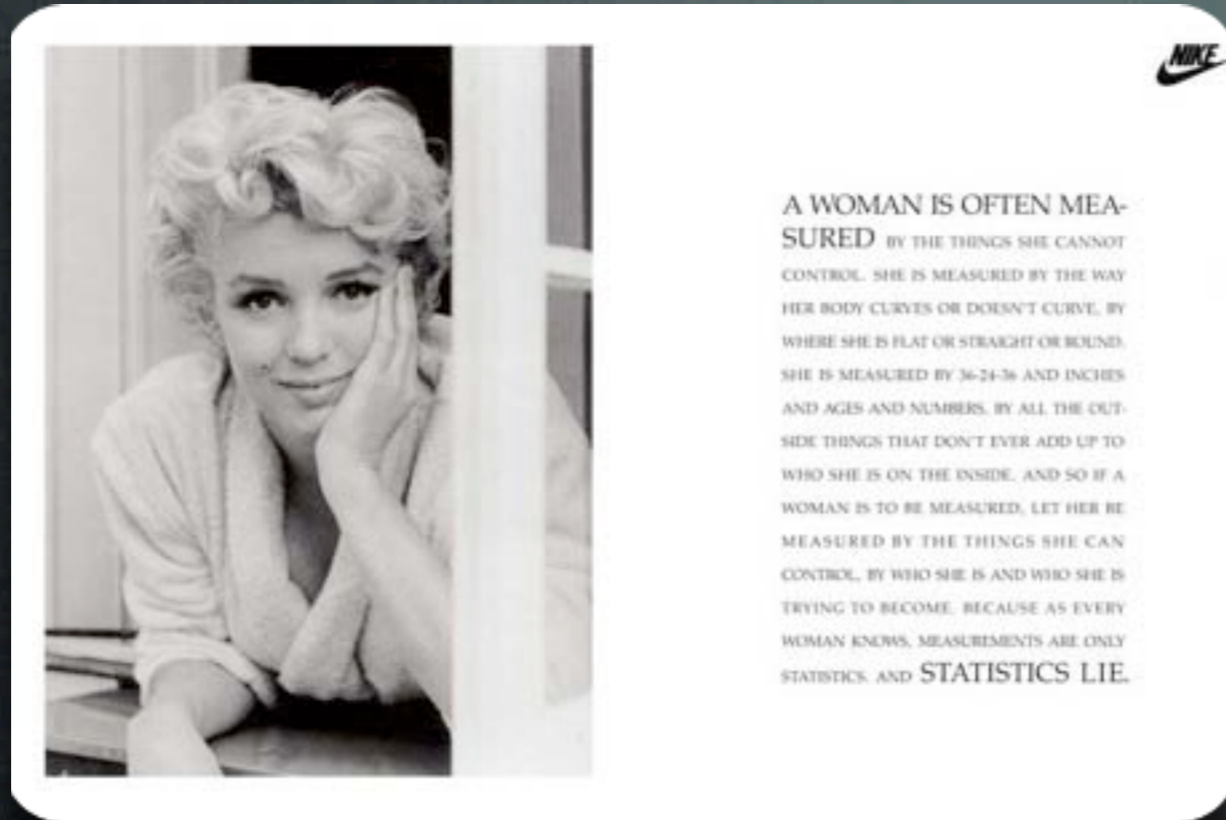 NIKE
A WOMAN IS OFTEN MEA-
SURED BY THE THINGS SHE CANNOT
CONTROL. SHE IS MEASURED BY THE WAY
HER BODY CURVES OR DOESN'T CURVE, BY
WHERE SHE IS FLAT OR STRAIGHT OR ROUND.
SHE IS MEASURED BY 36-24-36 AND INCHES
AND AGES AND NUMBERS, BY ALL THE OUT-
SIDE THINGS THAT DON'T EVER ADD UP TO
WHO SHE IS ON THE INSIDE. AND SO IF A
WOMAN IS TO BE MEASURED, LET HER BE
MEASURED BY THE THINGS SHE CAN
CONTROL, BY WHO SHE IS AND WHO SHE IS
TRYING TO BECOME. BECAUSE AS EVERY
WOMAN KNOWS, MEASUREMENTS ARE ONLY
STATISTICS. AND STATISTICS LIE.